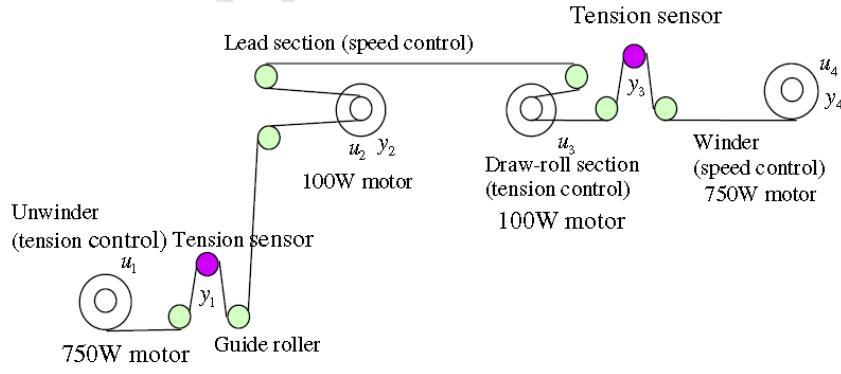 Tension sensor
Lead section (speed control)
u4
y3
y4
u2 y2
u3
100W motor
Draw-roll section
(tension control)
100W motor
Winder
(speed control)
750W motor
Unwinder
(tension control) Tension sensor
u1
y1
750W motor
Guide roller